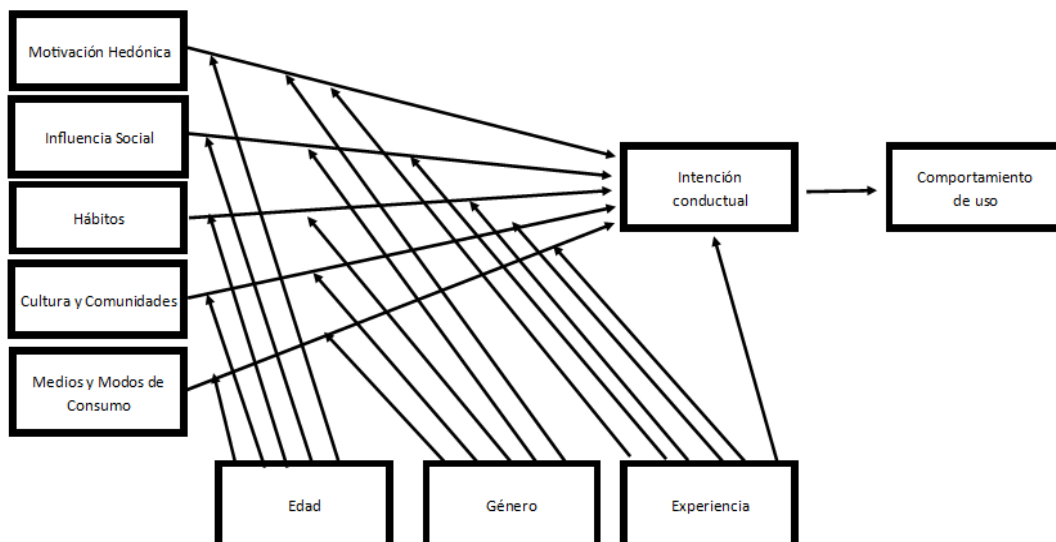 Motivación Hedónica
Influencia Social
Hábitos
Cultura y Comunidades
Medios y Modos de
Consumo
Intención
conductual
Comportamiento
de uso
Edad
Género
Experiencia